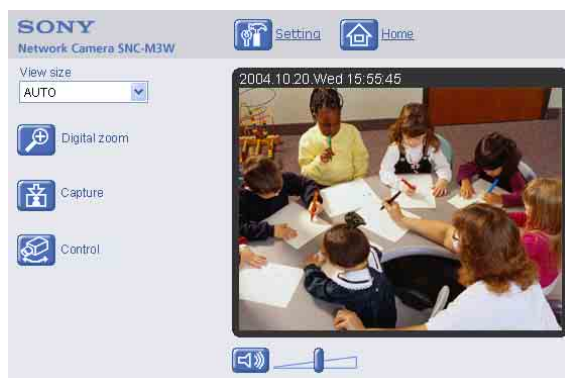 SONY
Network Camera SNC-M3W
Setting
Home
View size
AUTO
Digital zoom
Capture
Control
2004.10.20.Wed 15:55:45